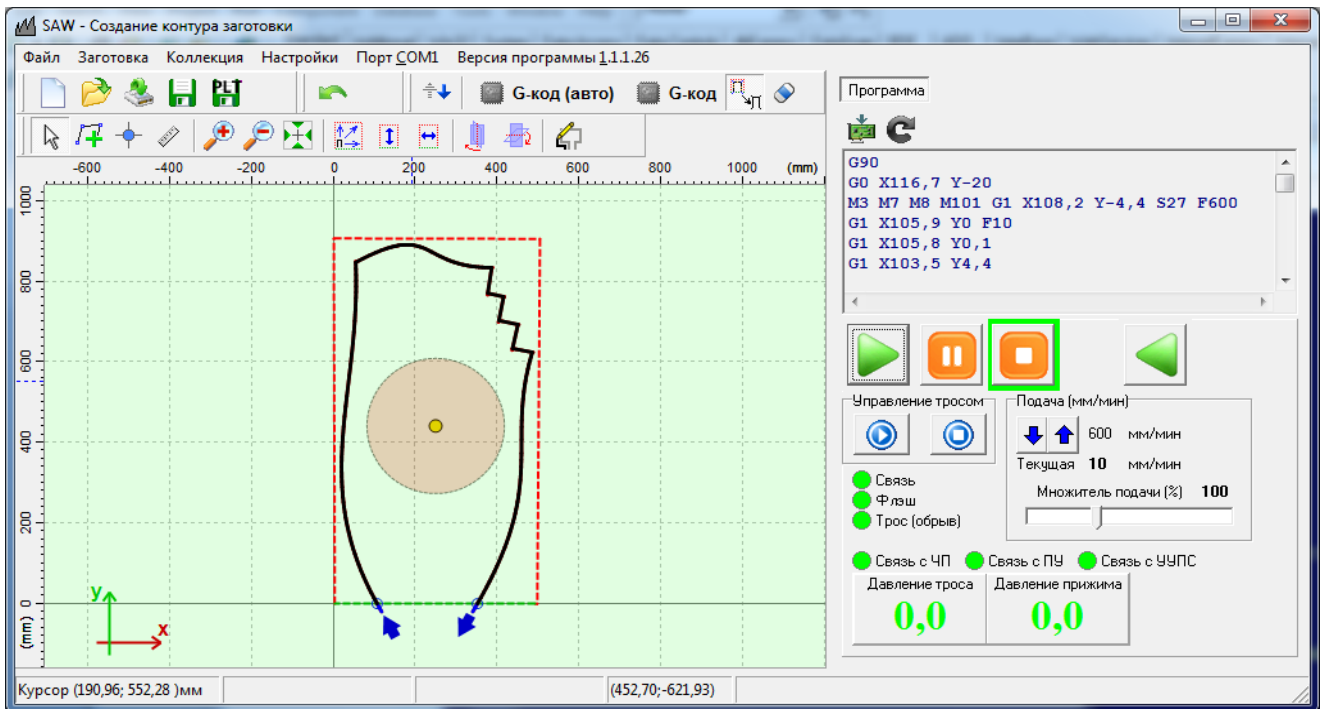 SAW - Создание контура заготовки
Файл Заготовка Коллекция Настройки Порт COM1 Версия программы 1.1.1.26
PLT
G-код (авто) G-код
-600 -400 -200 0 200 400 600 800 1000 (mm)
1000
800
600
400
200
0
(mm)
y
x
Программа
G90
G0 X116,7 Y-20
M3 M7 M8 M101 G1 X108,2 Y-4,4 S27 F600
G1 X105,9 Y0 F10
G1 X105,8 Y0,1
G1 X103,5 Y4,4
Управление тросом
Подача (мм/мин)
600 мм/мин
Текущая 10 мм/мин
Множитель подачи (%) 100
Связь
Флэш
Трос (обрыв)
Связь с ЧП Связь с ПУ Связь с УУПС
Давление троса Давление прижима
0,0 0,0
Курсор (190,96; 552,28 )мм (452,70;-621,93)